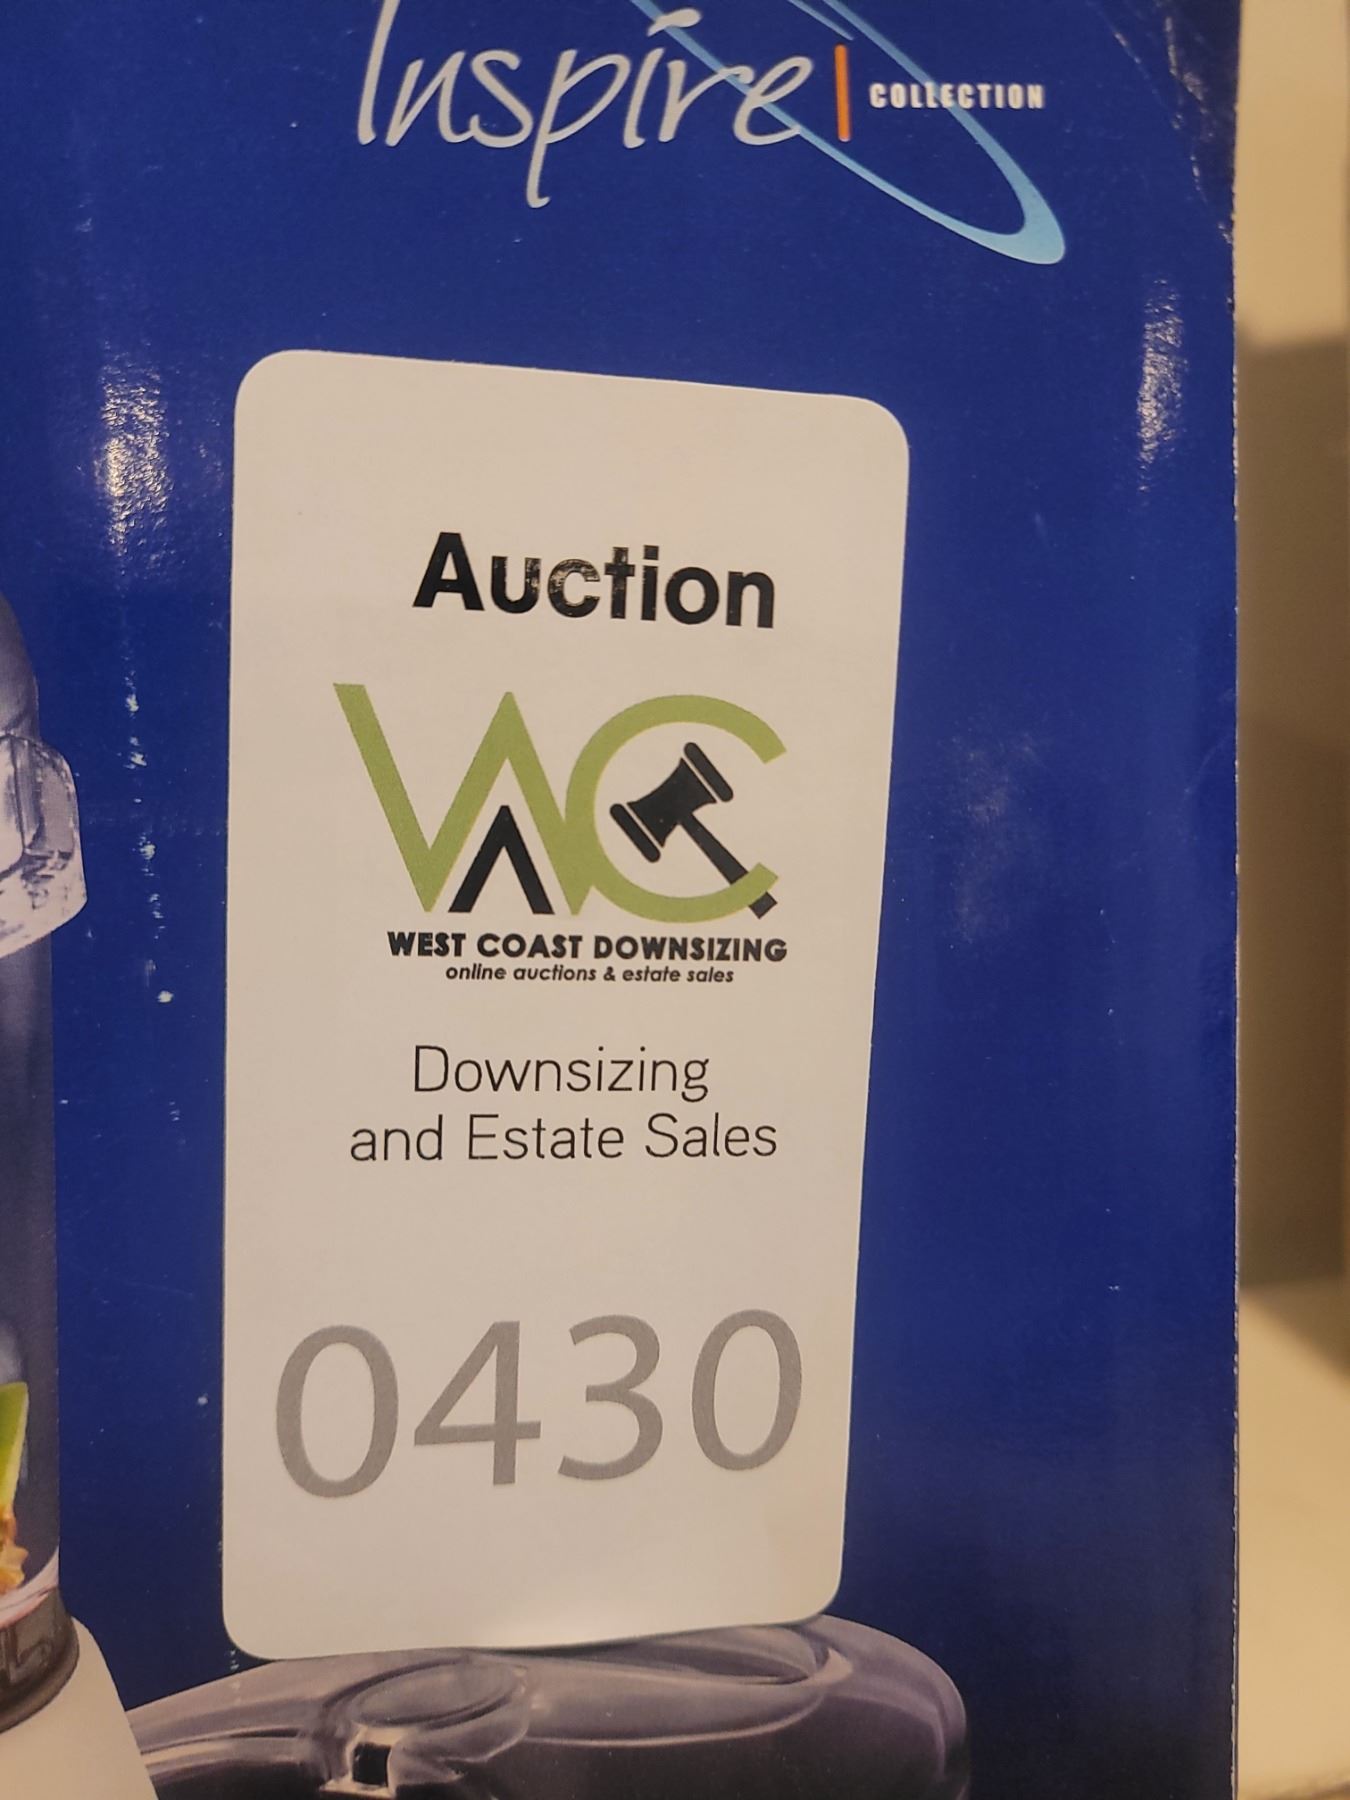 Inspire | COLLECTION
Auction
WC
WEST COAST DOWNSIZING
online auctions & estate sales
Downsizing
and Estate Sales
0430